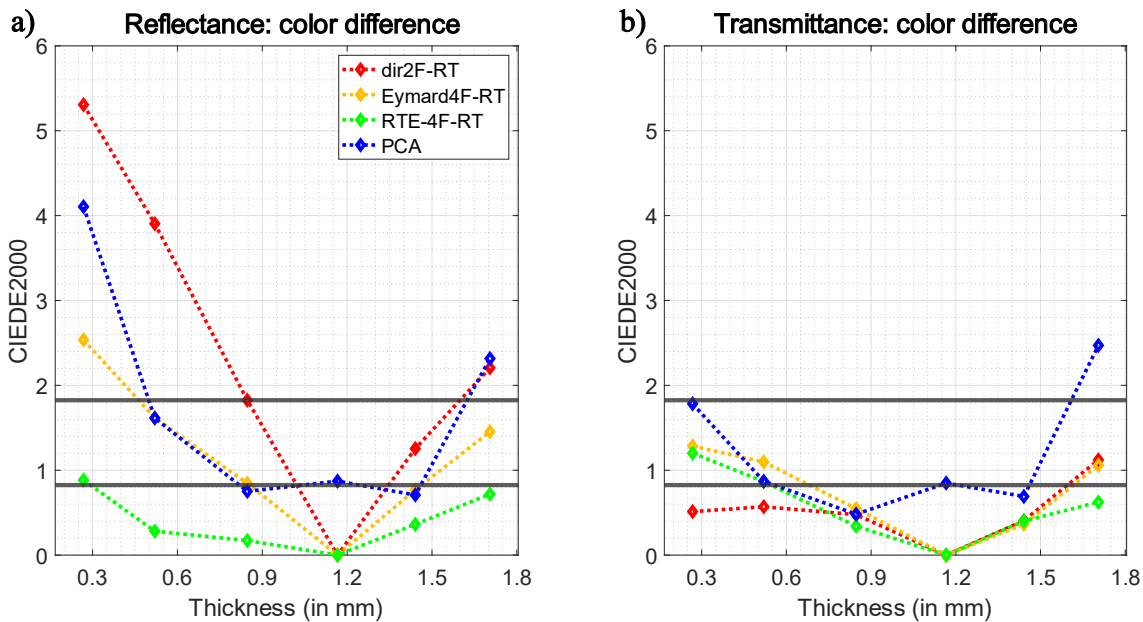 a)
Reflectance: color difference
6
5
4
3
2
1
0
CIEDE2000
0.3 0.6 0.9 1.2 1.5 1.8
Thickness (in mm)
dir2F-RT
Eymard4F-RT
RTE-4F-RT
PCA
b)
Transmittance: color difference
6
5
4
3
2
1
0
CIEDE2000
0.3 0.6 0.9 1.2 1.5 1.8
Thickness (in mm)